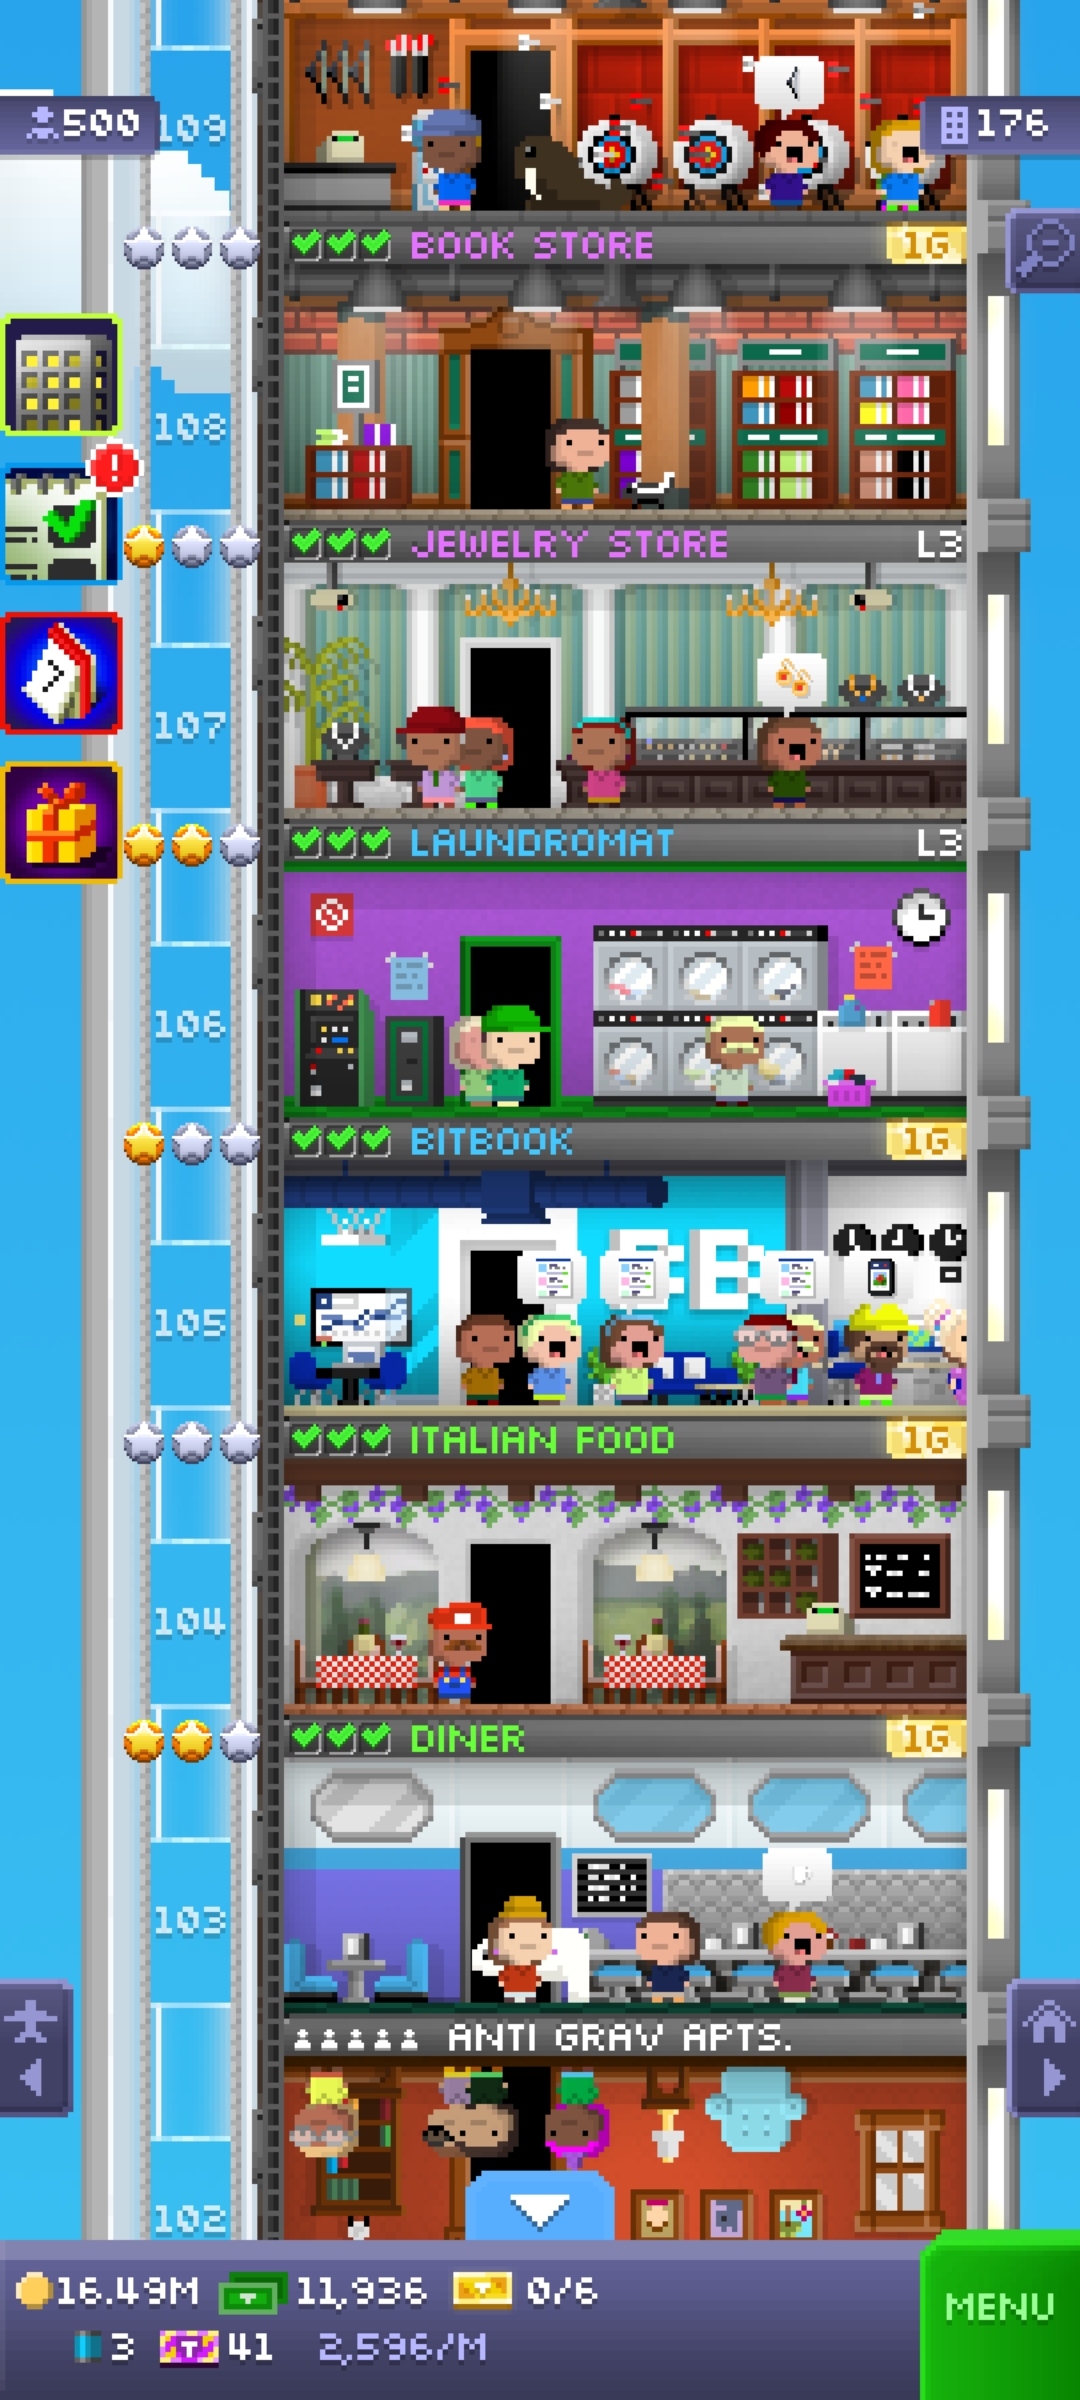 500
109
176
BOOK STORE 1G
108
JEWELRY STORE L3
107
LAUNDROMAT L3
106
BITBOOK 1G
B
105
ITALIAN FOOD 1G
104
DINER 1G
103
ANTI GRAV APTS.
102
16.49M 11,936 0/6
3 T 41 2,596/M
MENU